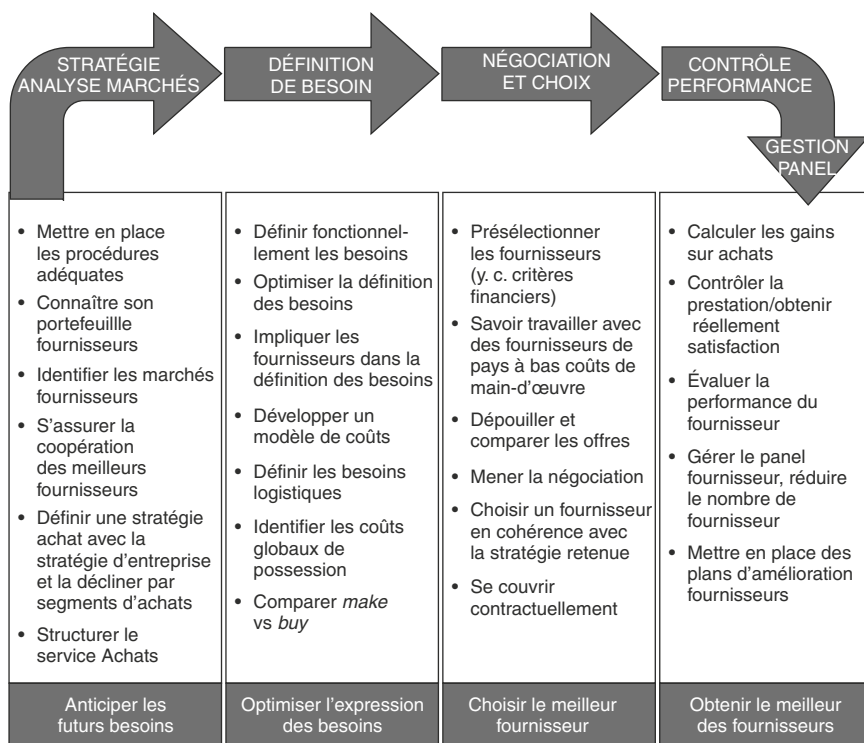 STRATÉGIE
ANALYSE MARCHÉS
DÉFINITION
DE BESOIN
NÉGOCIATION
ET CHOIX
CONTRÔLE
PERFORMANCE
GESTION
PANEL
• Mettre en place
les procédures
adéquates
• Connaître son
portefeuillle
fournisseurs
• Identifier les marchés
fournisseurs
• S'assurer la
coopération
des meilleurs
fournisseurs
• Définir une stratégie
achat avec la
stratégie d'entreprise
et la décliner par
segments d'achats
• Structurer le
service Achats
Anticiper les
futurs besoins
• Définir fonctionnel-
lement les besoins
• Optimiser la définition
des besoins
• Impliquer les
fournisseurs dans la
définition des besoins
• Développer un
modèle de coûts
• Définir les besoins
logistiques
• Identifier les coûts
globaux de
possession
• Comparer make
vs buy
Optimiser l'expression
des besoins
• Présélectionner
les fournisseurs
(y. c. critères
financiers)
• Savoir travailler avec
des fournisseurs de
pays à bas coûts de
main-d'œuvre
• Dépouiller et
comparer les offres
• Mener la négociation
• Choisir un fournisseur
en cohérence avec
la stratégie retenue
• Se couvrir
contractuellement
Choisir le meilleur
fournisseur
• Calculer les gains
sur achats
• Contrôler la
prestation/obtenir
réellement
satisfaction
• Évaluer la
performance du
fournisseur
• Gérer le panel
fournisseur, réduire
le nombre de
fournisseur
• Mettre en place des
plans d'amélioration
fournisseurs
Obtenir le meilleur
des fournisseurs